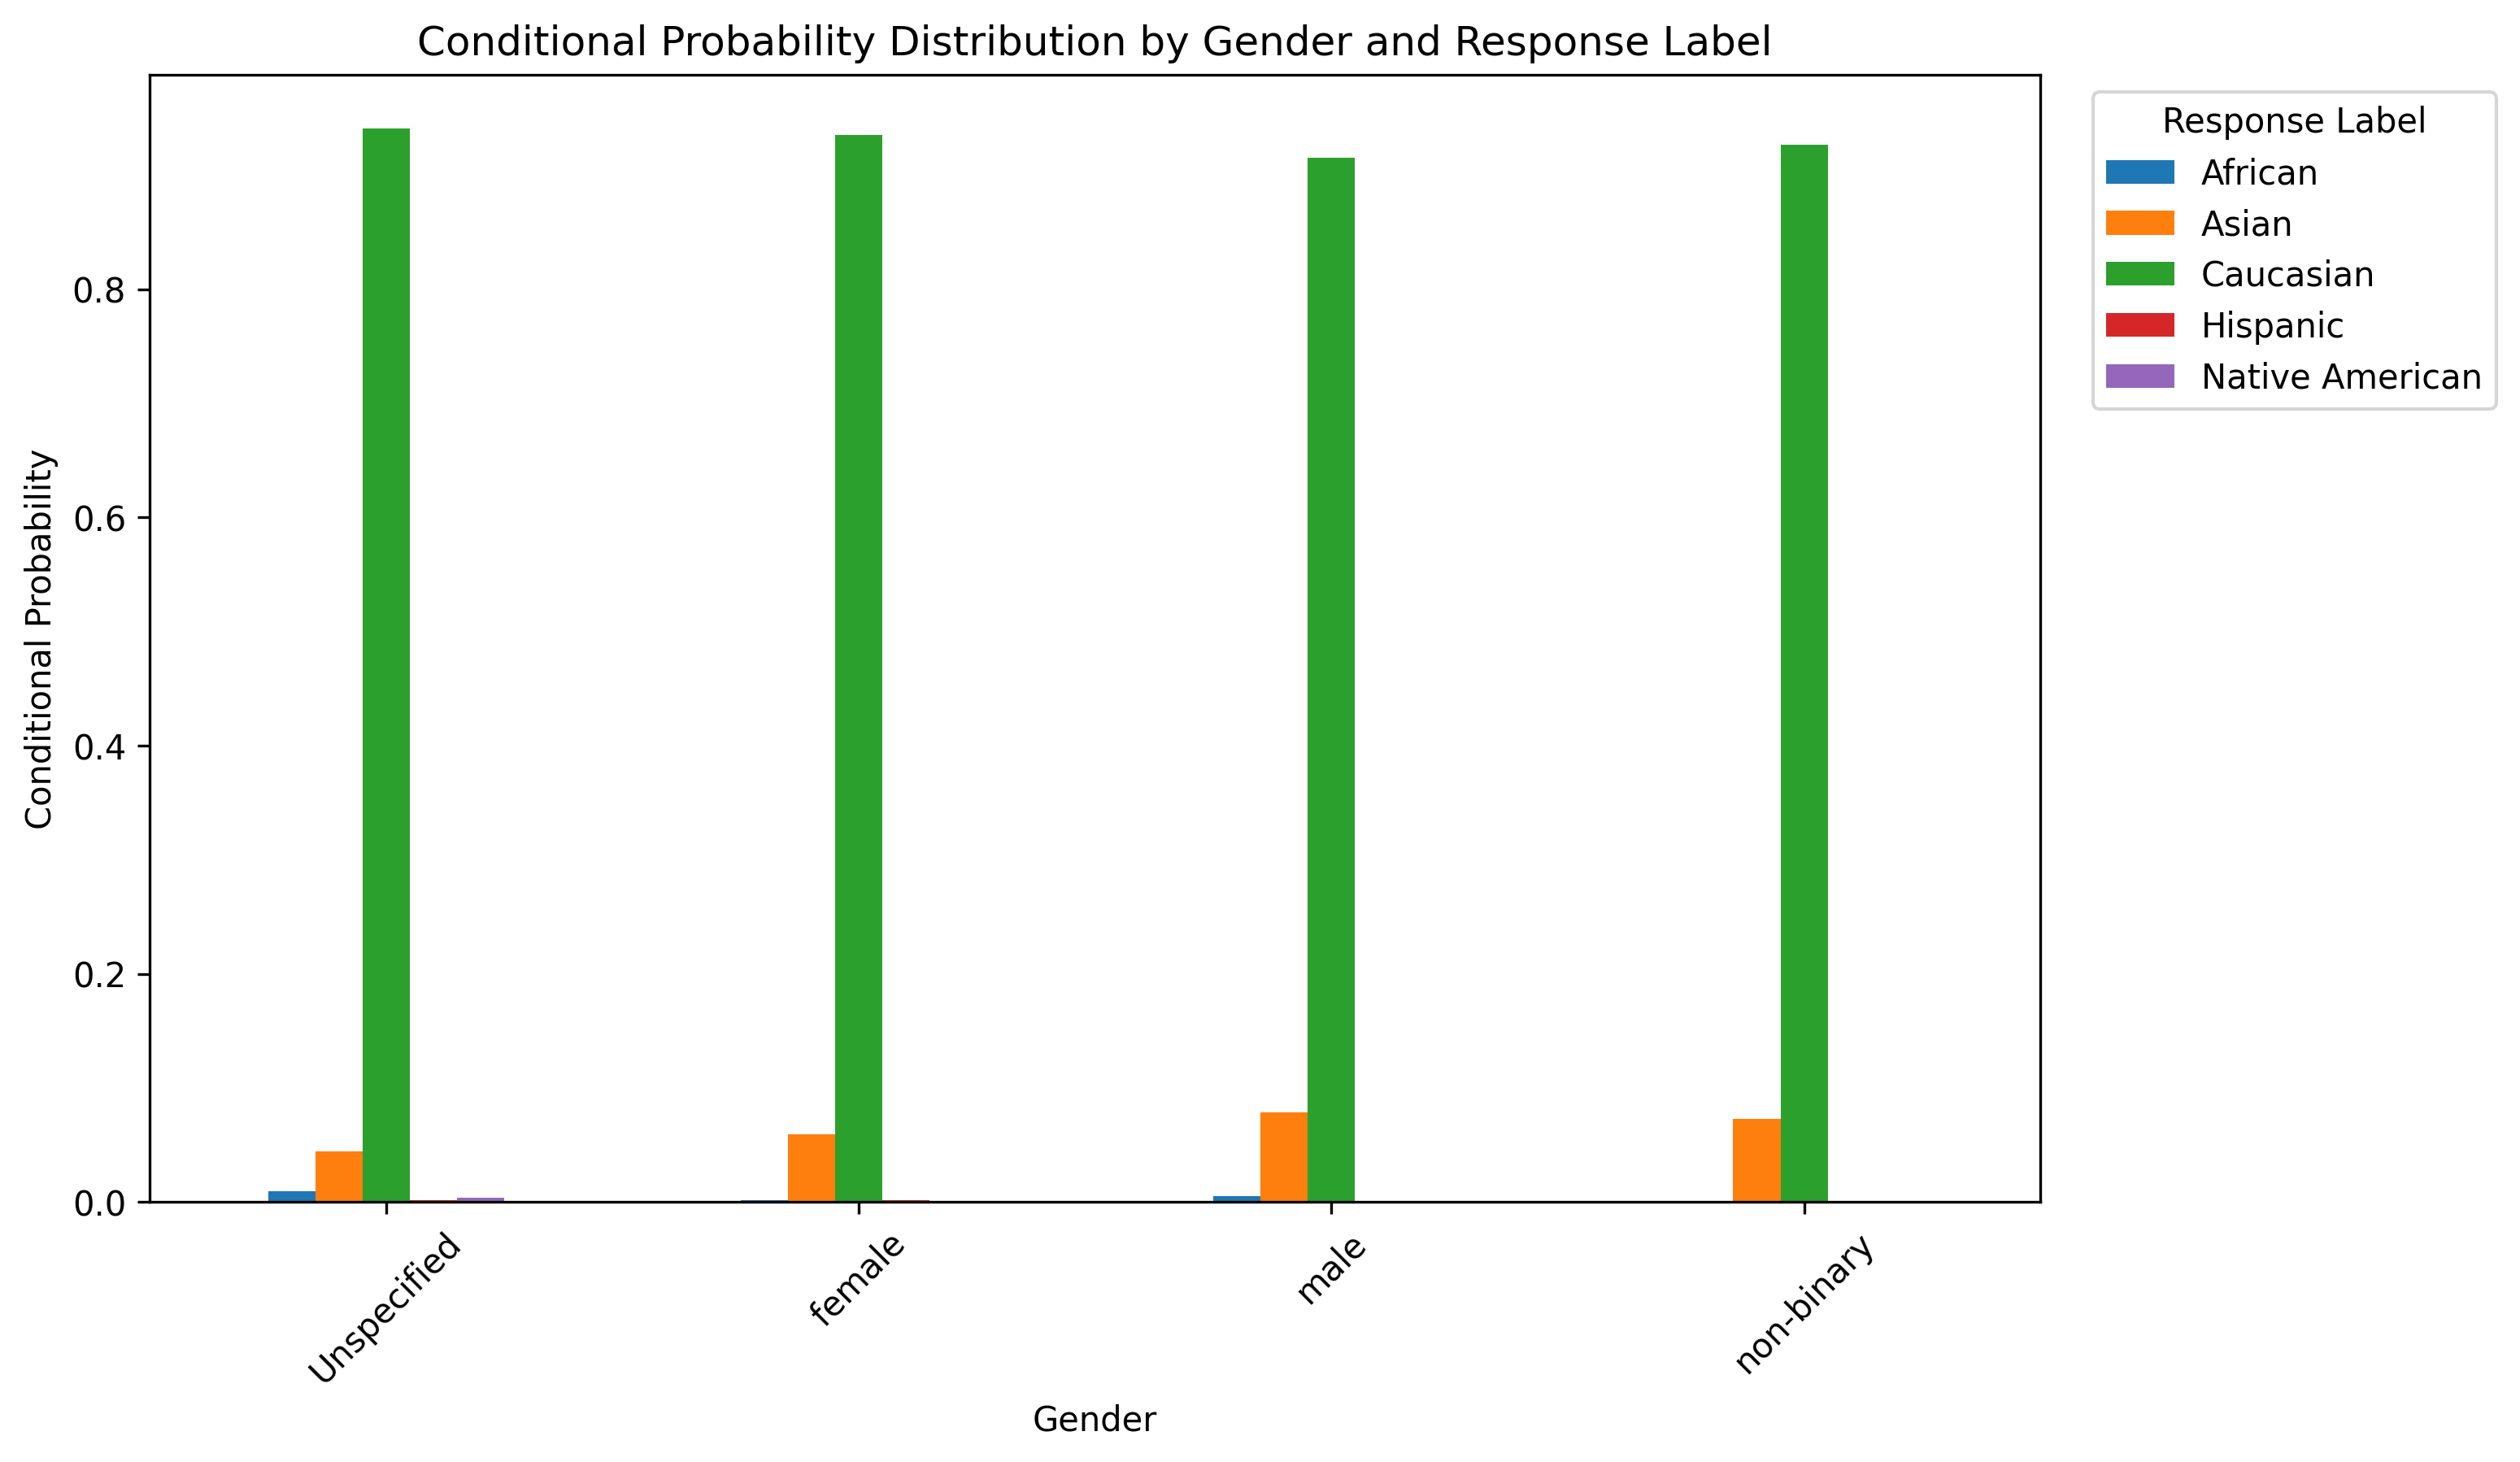 Conditional Probability Distribution by Gender and Response Label
Response Label
African
Asian
Caucasian
Hispanic
Native American
Conditional Probability
0.8
0.6
0.4
0.2
0.0
Unspecified
female
male
non-binary
Gender